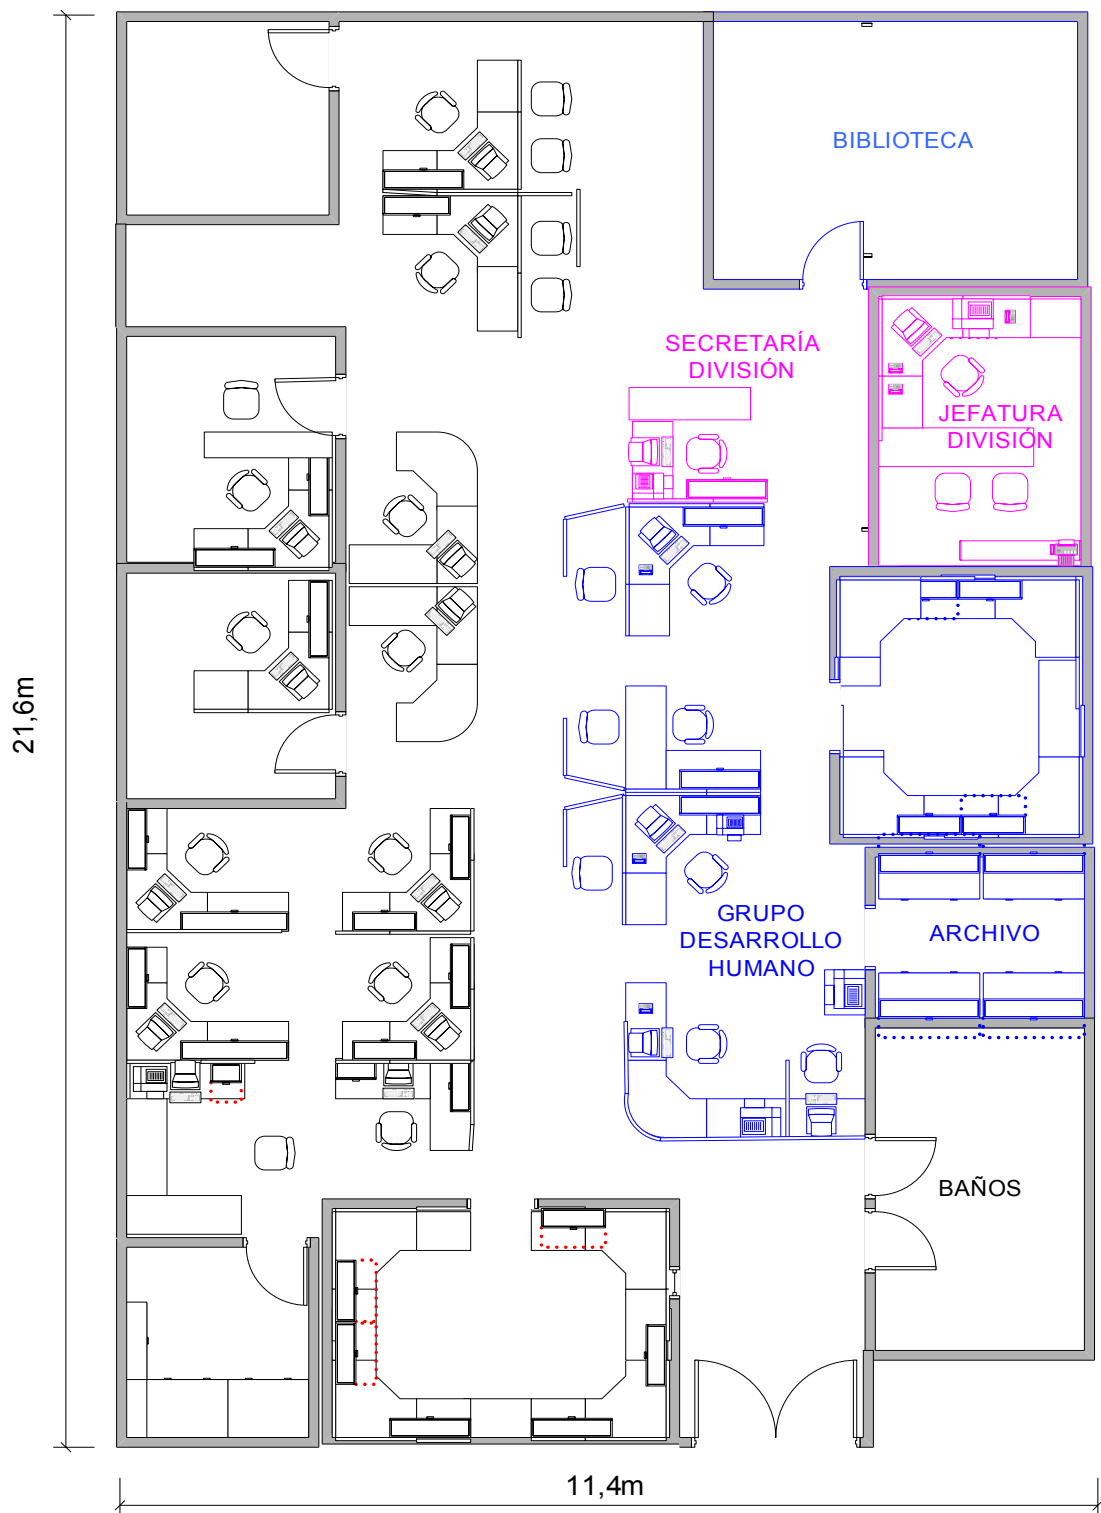 BIBLIOTECA
SECRETARÍA
DIVISIÓN
JEFATURA
DIVISIÓN
21,6m
GRUPO
DESARROLLO
HUMANO
ARCHIVO
BAÑOS
11,4m